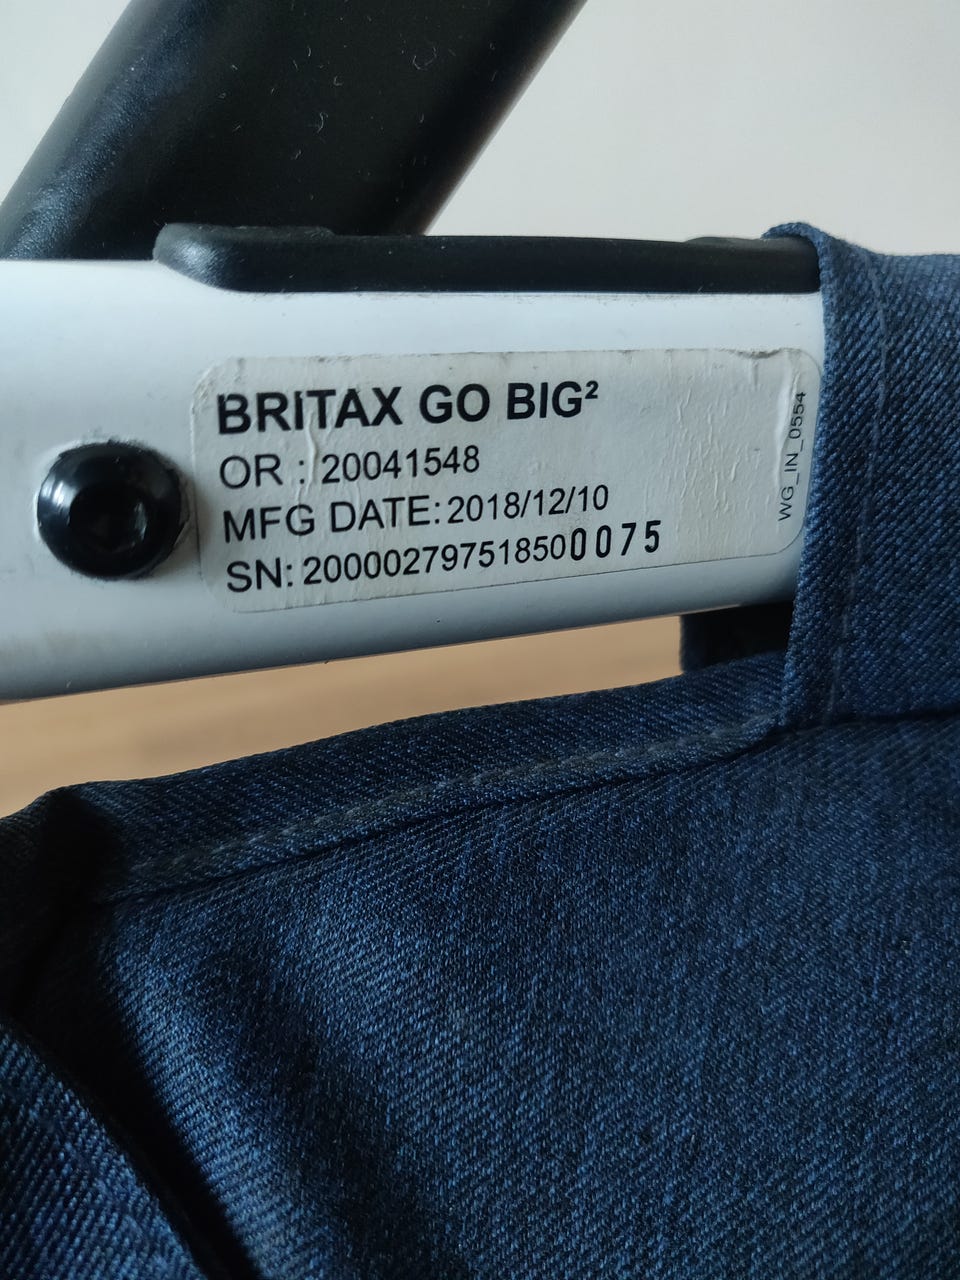 BRITAX GO BIG²
OR : 20041548
MFG DATE: 2018/12/10
SN: 2000027975185000075
WG_IN_0554